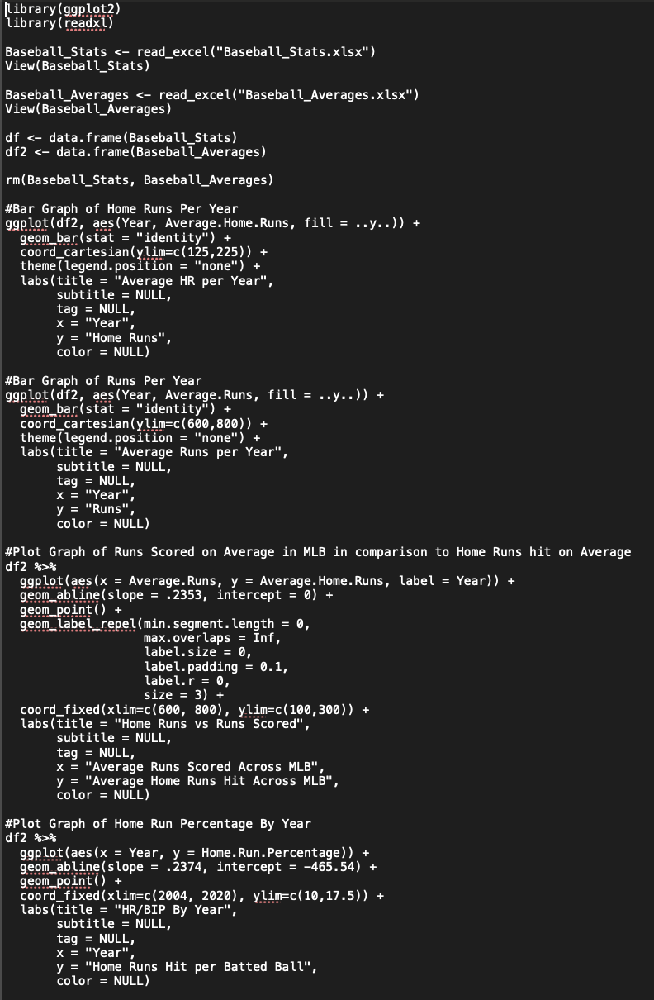 library(ggplot2)
library(readxl)

Baseball_Stats <- read_excel("Baseball_Stats.xlsx")
View(Baseball_Stats)

Baseball_Averages <- read_excel("Baseball_Averages.xlsx")
View(Baseball_Averages)

df <- data.frame(Baseball_Stats)
df2 <- data.frame(Baseball_Averages)

rm(Baseball_Stats, Baseball_Averages)

#Bar Graph of Home Runs Per Year
ggplot(df2, aes(Year, Average.Home.Runs, fill = ..y..)) +
  geom_bar(stat = "identity") +
  coord_cartesian(ylim=c(125,225)) +
  theme(legend.position = "none") +
  labs(title = "Average HR per Year",
       subtitle = NULL,
       tag = NULL,
       x = "Year",
       y = "Home Runs",
       color = NULL)

#Bar Graph of Runs Per Year
ggplot(df2, aes(Year, Average.Runs, fill = ..y..)) +
  geom_bar(stat = "identity") +
  coord_cartesian(ylim=c(600,800)) +
  theme(legend.position = "none") +
  labs(title = "Average Runs per Year",
       subtitle = NULL,
       tag = NULL,
       x = "Year",
       y = "Runs",
       color = NULL)

#Plot Graph of Runs Scored on Average in MLB in comparison to Home Runs hit on Average
df2 %>%
  ggplot(aes(x = Average.Runs, y = Average.Home.Runs, label = Year)) +
  geom_abline(slope = .2353, intercept = 0) +
  geom_point() +
  geom_label_repel(min.segment.length = 0,
                   max.overlaps = Inf,
                   label.size = 0,
                   label.padding = 0.1,
                   label.r = 0,
                   size = 3) +
  coord_fixed(xlim=c(600, 800), ylim=c(100,300)) +
  labs(title = "Home Runs vs Runs Scored",
       subtitle = NULL,
       tag = NULL,
       x = "Average Runs Scored Across MLB",
       y = "Average Home Runs Hit Across MLB",
       color = NULL)

#Plot Graph of Home Run Percentage By Year
df2 %>%
  ggplot(aes(x = Year, y = Home.Run.Percentage)) +
  geom_abline(slope = .2374, intercept = -465.54) +
  geom_point() +
  coord_fixed(xlim=c(2004, 2020), ylim=c(10,17.5)) +
  labs(title = "HR/BIP By Year",
       subtitle = NULL,
       tag = NULL,
       x = "Year",
       y = "Home Runs Hit per Batted Ball",
       color = NULL)